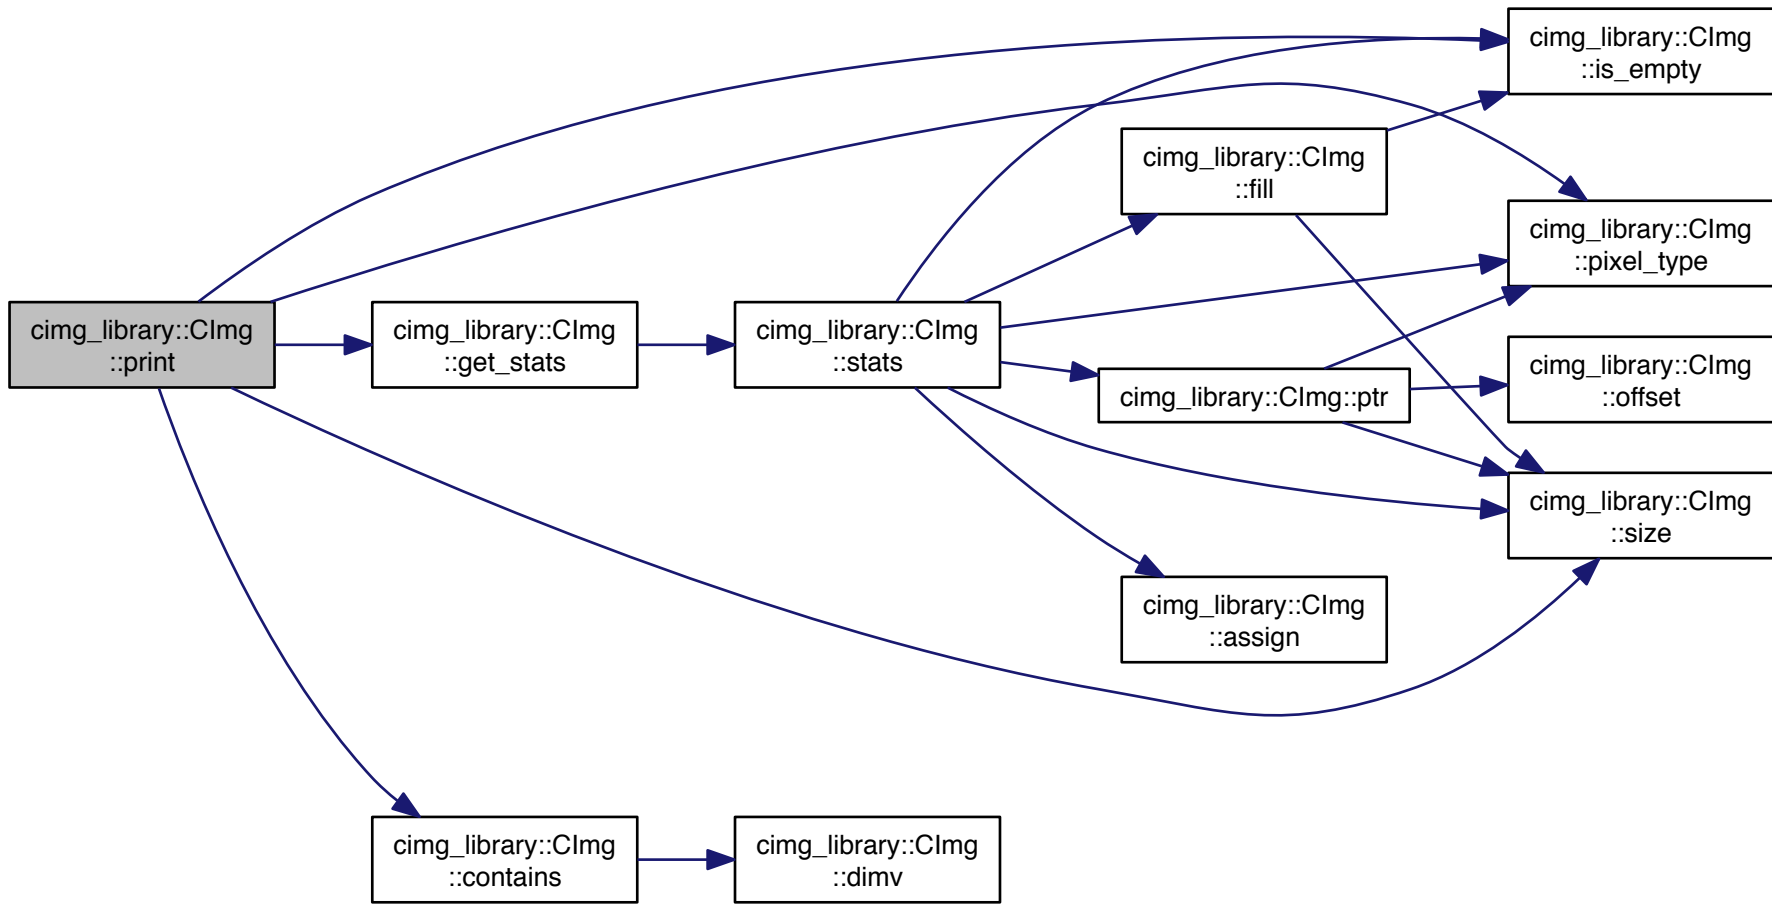 cimg_library::CImg
::print
cimg_library::CImg
::get_stats
cimg_library::CImg
::stats
cimg_library::CImg
::fill
cimg_library::CImg::ptr
cimg_library::CImg
::assign
cimg_library::CImg
::is_empty
cimg_library::CImg
::pixel_type
cimg_library::CImg
::offset
cimg_library::CImg
::size
cimg_library::CImg
::contains
cimg_library::CImg
::dimv